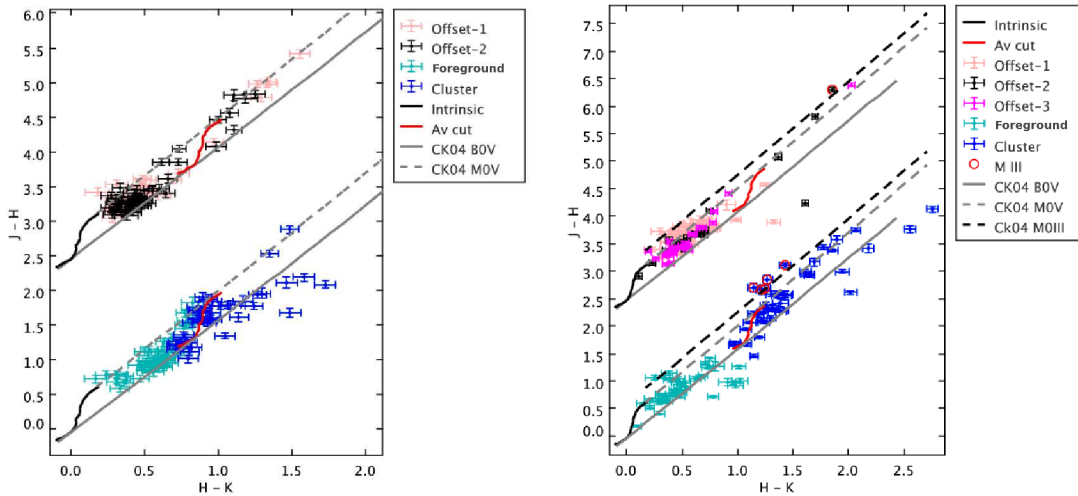 6.0
5.5
5.0
4.5
4.0
3.5
3.0
2.5
2.0
1.5
1.0
0.5
0.0
J - H
0.0 0.5 1.0 1.5 2.0
H - K
Offset-1
Offset-2
Foreground
Cluster
Intrinsic
Av cut
CK04 B0V
CK04 M0V
7.5
7.0
6.5
6.0
5.5
5.0
4.5
4.0
3.5
3.0
2.5
2.0
1.5
1.0
0.5
0.0
J - H
0.0 0.5 1.0 1.5 2.0 2.5
H - K
Intrinsic
Av cut
Offset-1
Offset-2
Offset-3
Foreground
Cluster
M III
CK04 B0V
CK04 M0V
Ck04 M0III